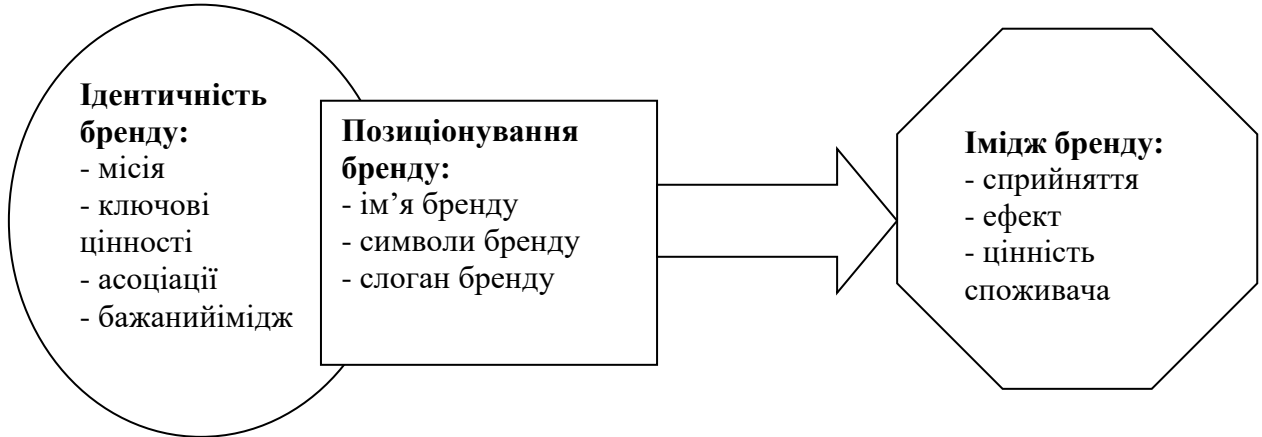 Ідентичність
бренду:
- місія
- ключові
цінності
- асоціації
- бажанийімідж
Позиціонування
бренду:
- ім’я бренду
- символи бренду
- слоган бренду
Імідж бренду:
- сприйняття
- ефект
- цінність
споживача